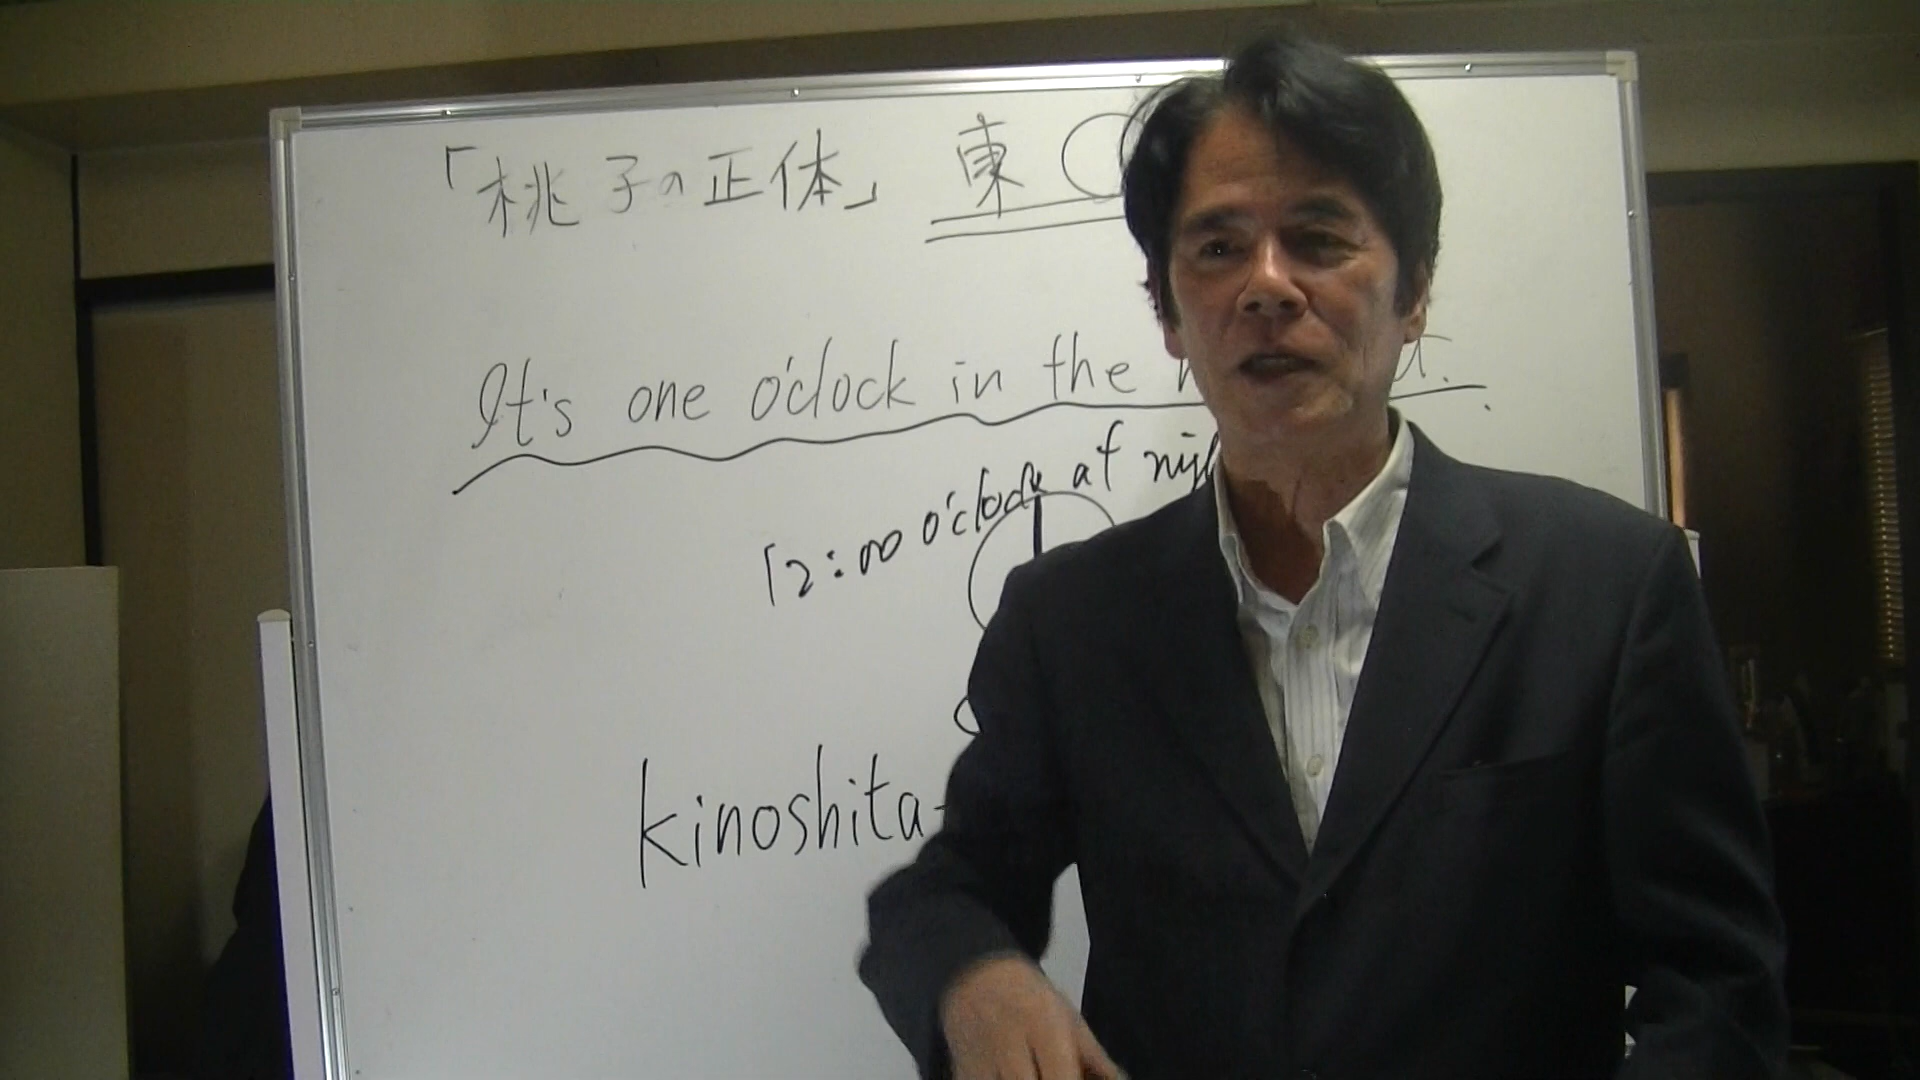 「桃子の正体」 東
It's one o'clock in the
12:00 o'clock at
kinoshita-